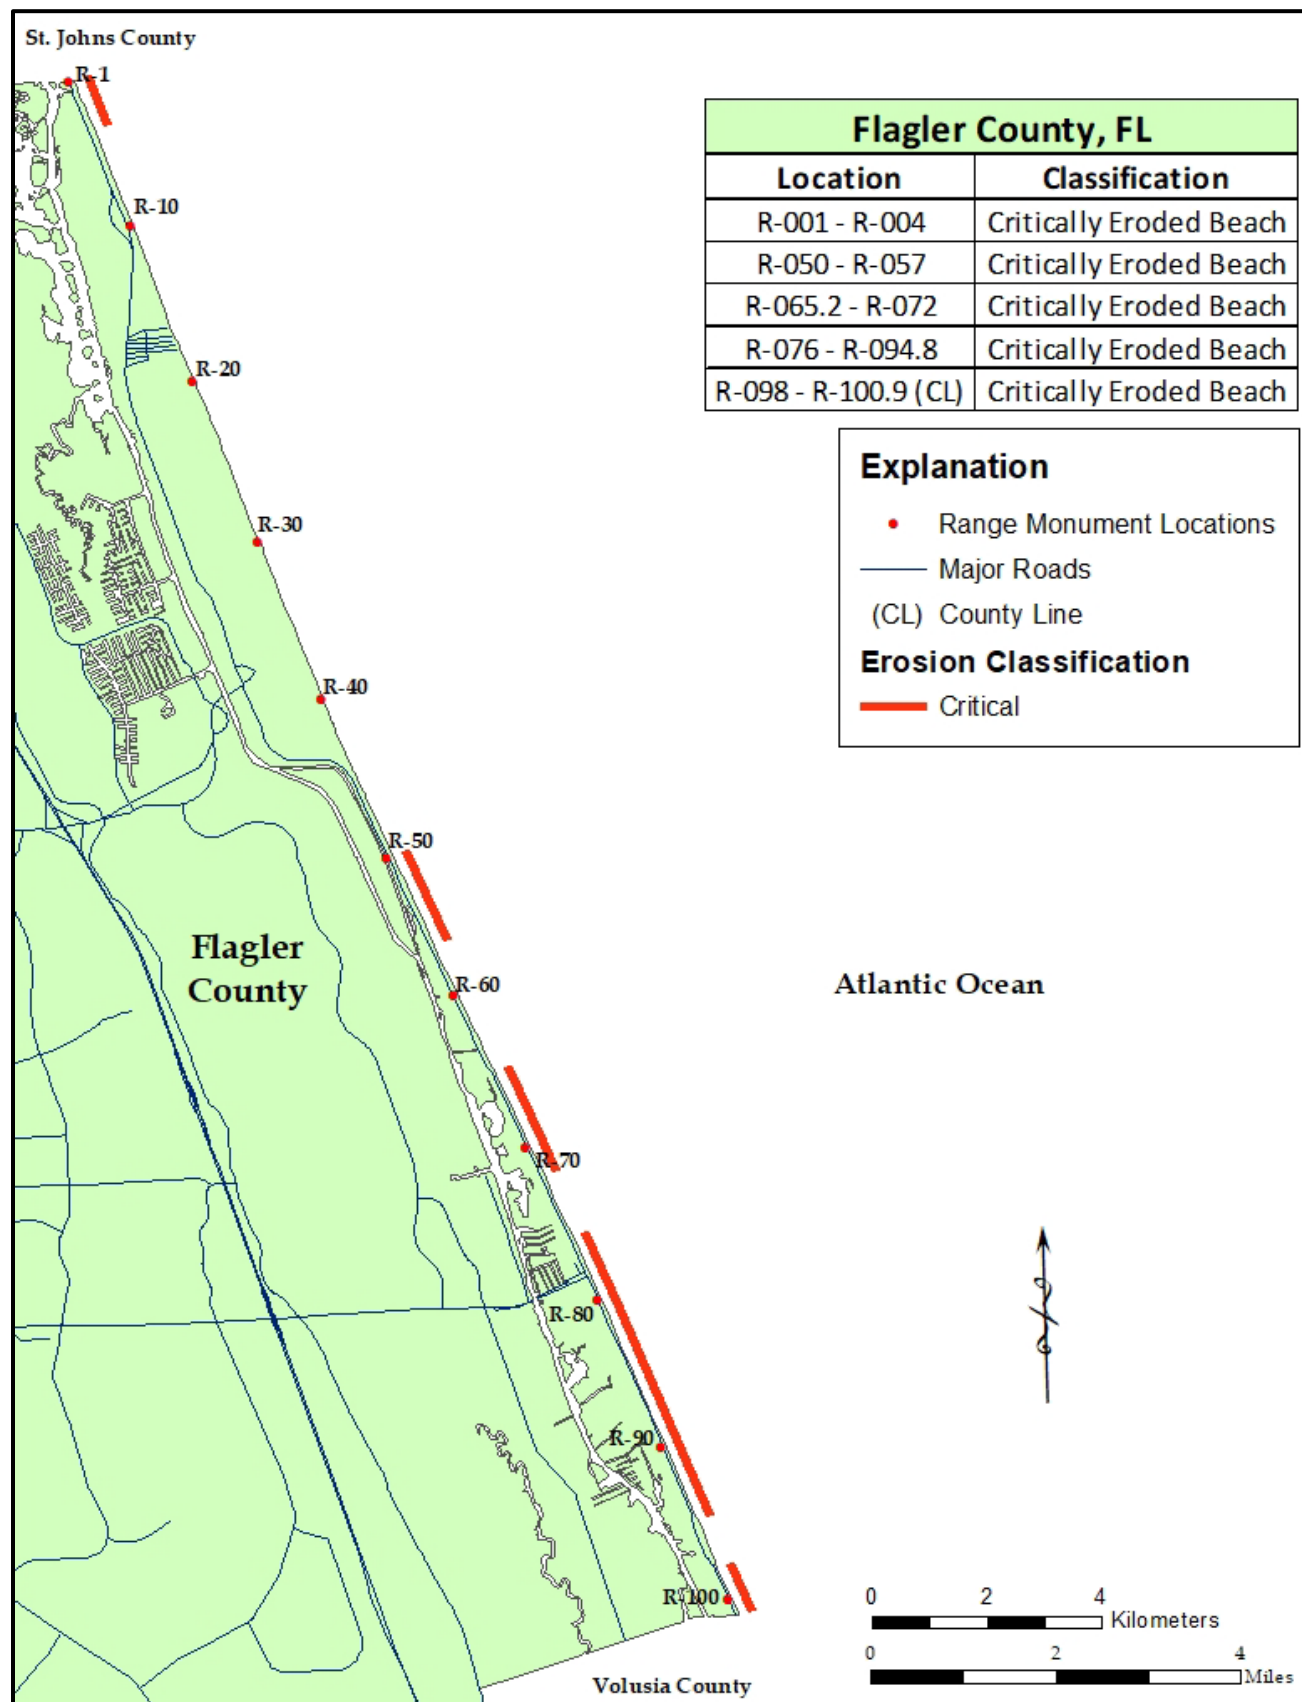 St. Johns County
R-1
R-10
R-20
R-30
R-40
R-50
R-60
R-70
R-80
R-90
R-100
Flagler
County
Atlantic Ocean
Volusia County
Flagler County, FL
Location Classification
R-001 - R-004 Critically Eroded Beach
R-050 - R-057 Critically Eroded Beach
R-065.2 - R-072 Critically Eroded Beach
R-076 - R-094.8 Critically Eroded Beach
R-098 - R-100.9 (CL) Critically Eroded Beach
Explanation
Range Monument Locations
Major Roads
(CL) County Line
Erosion Classification
Critical
0 2 4
Kilometers
0 2 4
Miles